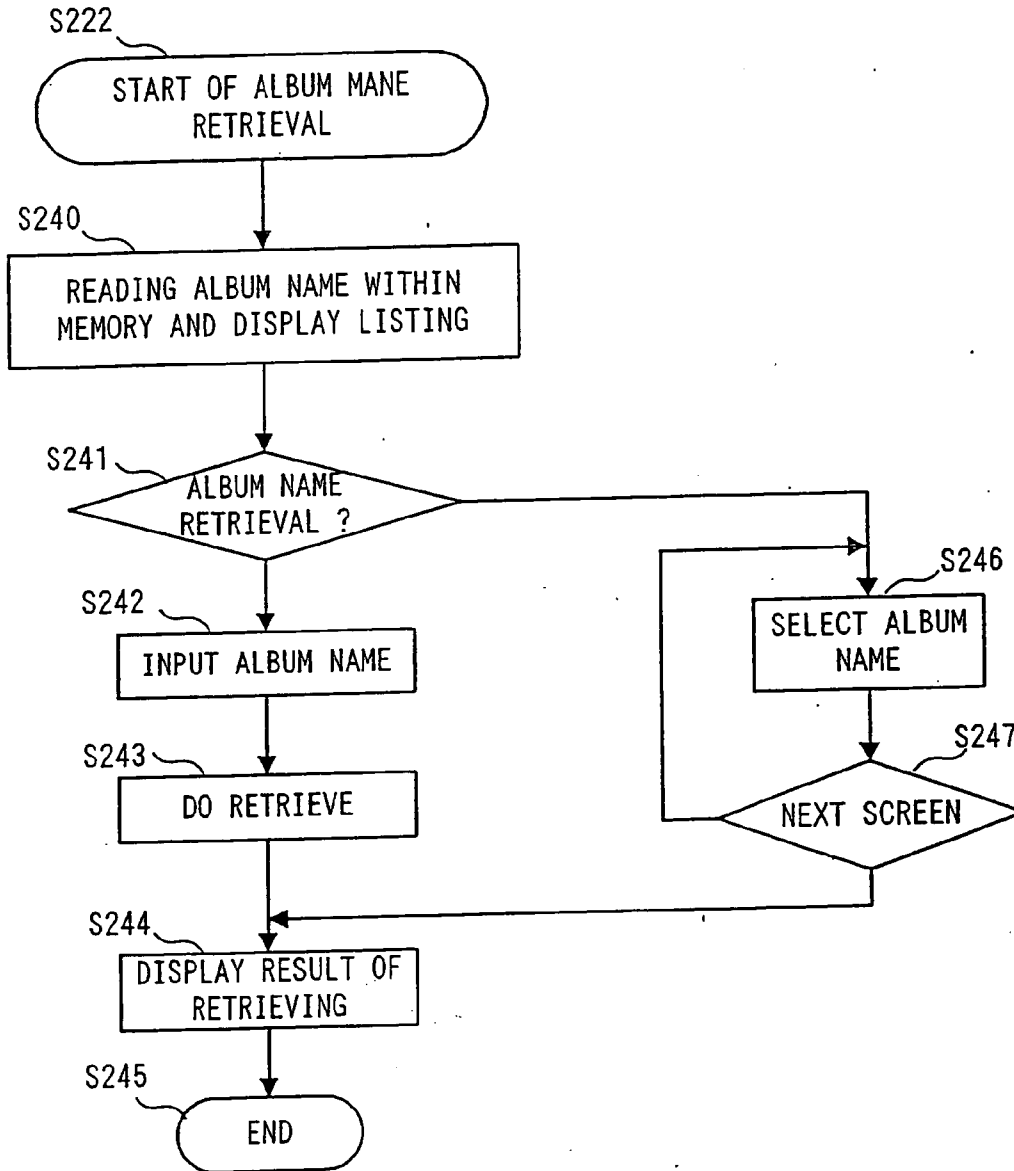 S222
START OF ALBUM MANE
RETRIEVAL
S240
READING ALBUM NAME WITHIN
MEMORY AND DISPLAY LISTING
S241
ALBUM NAME
RETRIEVAL ?
S242
INPUT ALBUM NAME
S243
DO RETRIEVE
S246
SELECT ALBUM
NAME
S247
NEXT SCREEN
S244
DISPLAY RESULT OF
RETRIEVING
S245
END